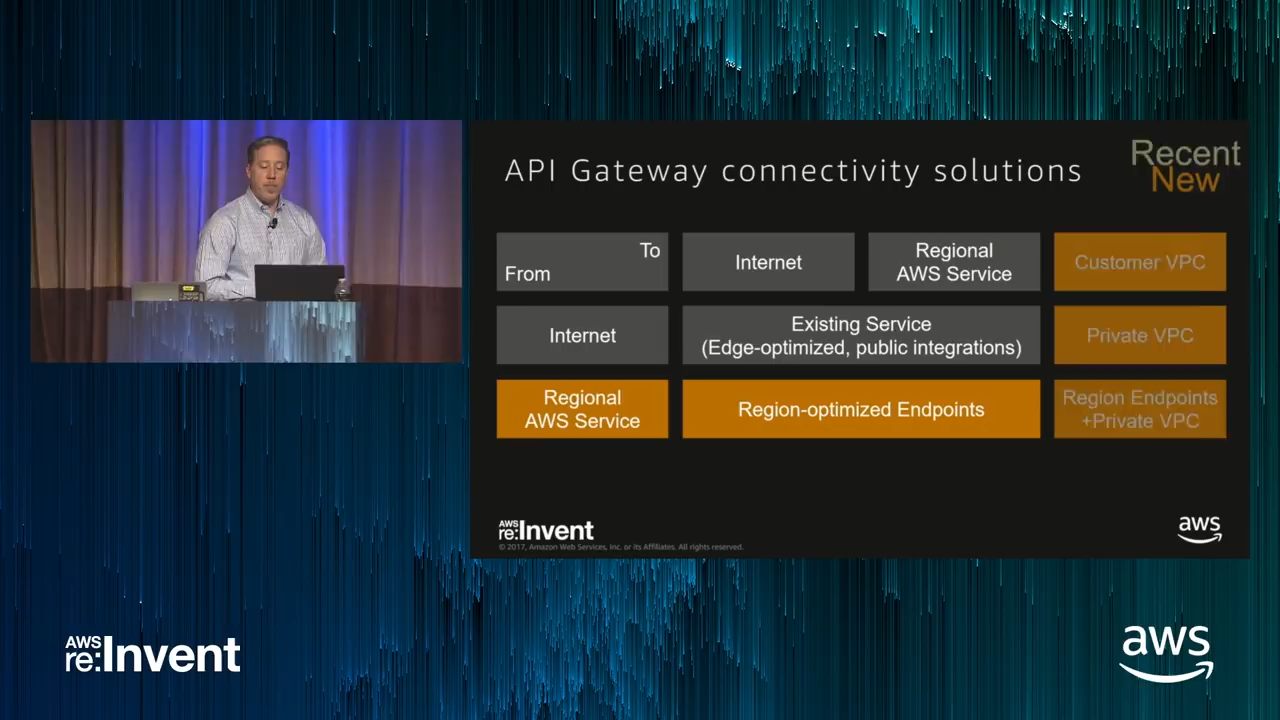 API Gateway connectivity solutions
Recent
New
To
From
Internet
Regional
AWS Service
Customer VPC
Internet
Existing Service
(Edge-optimized, public integrations)
Private VPC
Regional
AWS Service
Region-optimized Endpoints
Region Endpoints
+Private VPC
AWS
re:Invent
© 2017, Amazon Web Services, Inc. or its Affiliates. All rights reserved.
aws
AWS
re:Invent
aws